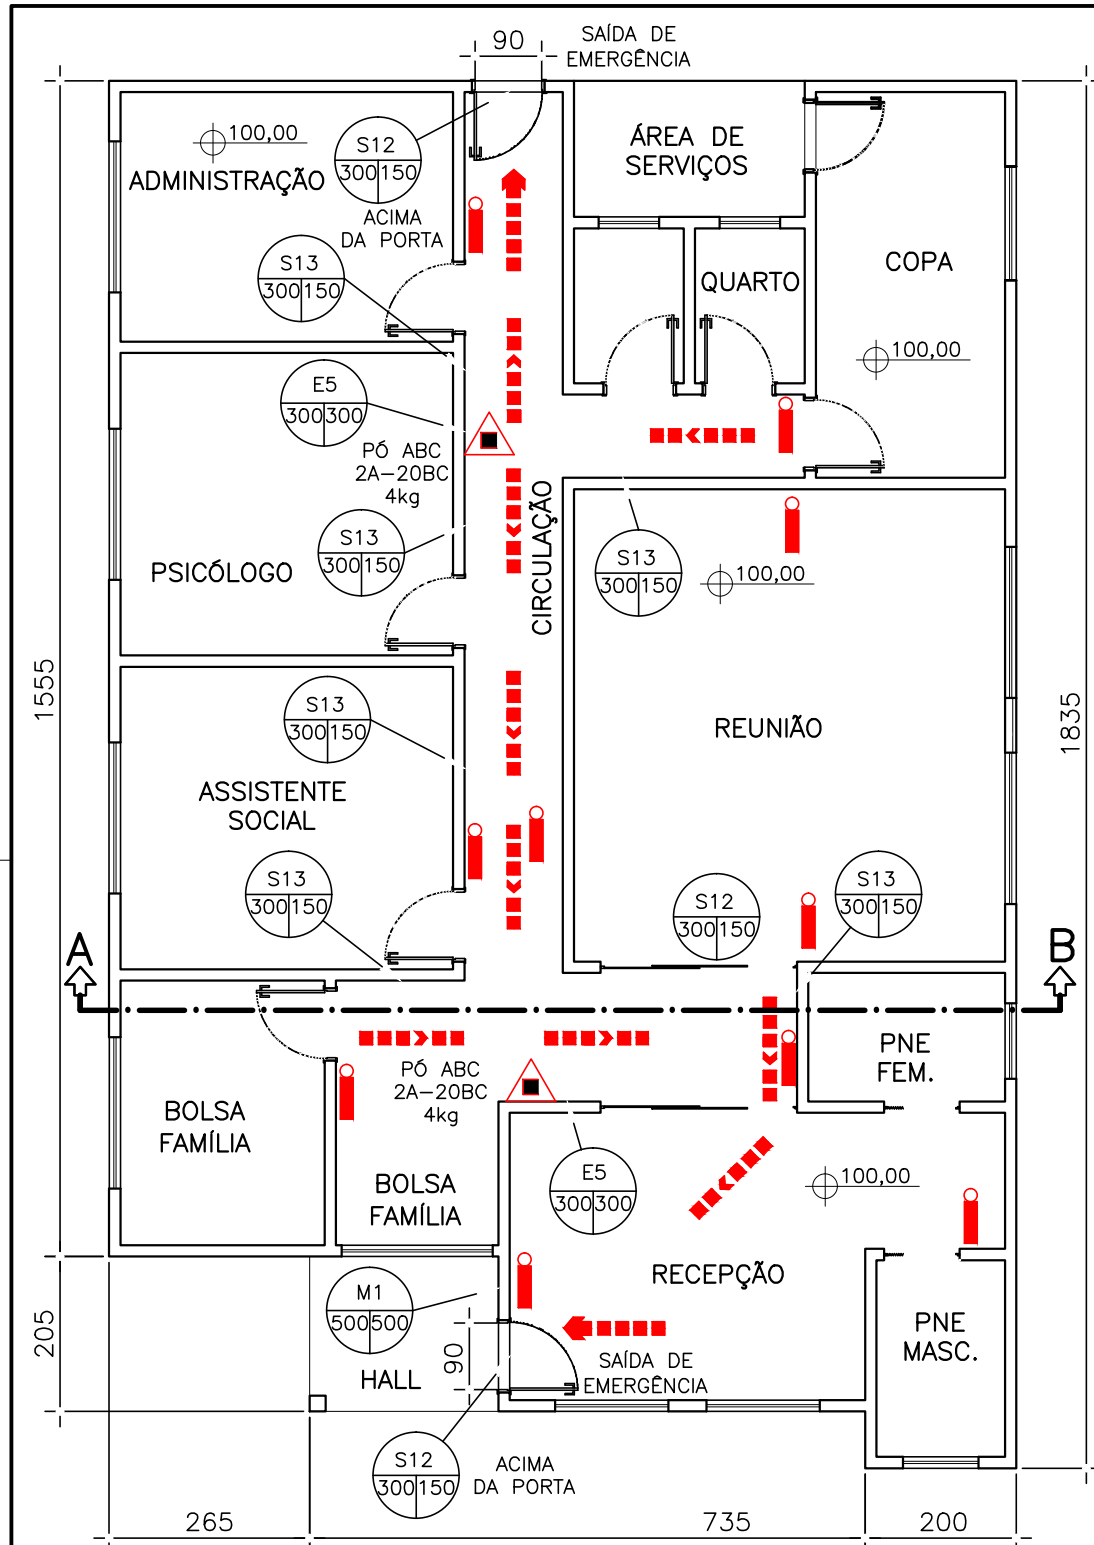 90
SAÍDA DE
EMERGÊNCIA
100,00
ADMINISTRAÇÃO
S12
300 150
ACIMA
DA PORTA
ÁREA DE
SERVIÇOS
COPA
QUARTO
100,00
S13
300 150
E5
300 300
PÓ ABC
2A-20BC
4kg
S13
300 150
PSICÓLOGO
CIRCULAÇÃO
S13
300 150
100,00
1555
1835
S13
300 150
REUNIÃO
ASSISTENTE
SOCIAL
S13
300 150
S12
300 150
S13
300 150
A
B
PNE
FEM.
PÓ ABC
2A-20BC
4kg
BOLSA
FAMÍLIA
BOLSA
FAMÍLIA
E5
300 300
100,00
RECEPÇÃO
M1
500 500
205
90
HALL
SAÍDA DE
EMERGÊNCIA
PNE
MASC.
S12
300 150
ACIMA
DA PORTA
265
735
200